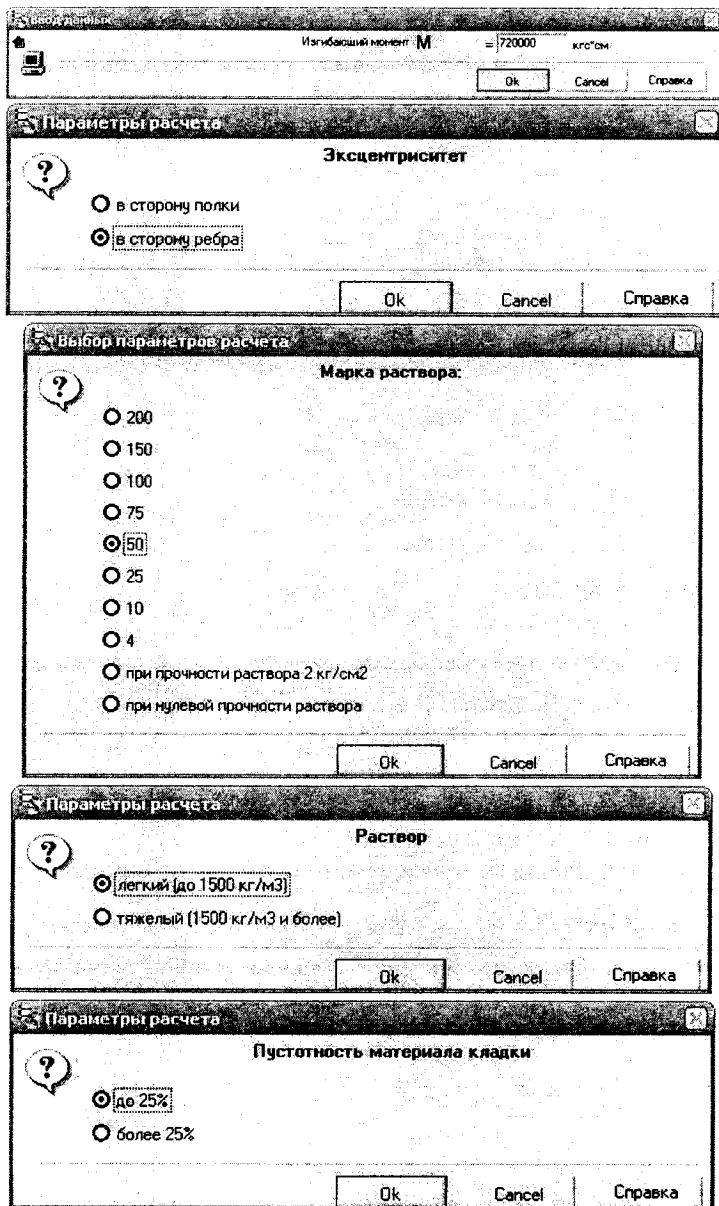 Ввод данных
Изгибающий момент M = 720000 кгс*см
Ok Cancel Справка
Параметры расчета
Эксцентриситет
? в сторону полки
в сторону ребра
Ok Cancel Справка
Выбор параметров расчета
Марка раствора:
? 200
150
100
75
50
25
10
4
при прочности раствора 2 кг/см2
при нулевой прочности раствора
Ok Cancel Справка
Параметры расчета
Раствор
? легкий (до 1500 кг/м3)
тяжелый (1500 кг/м3 и более)
Ok Cancel Справка
Параметры расчета
Пустотность материала кладки
? до 25%
более 25%
Ok Cancel Справка